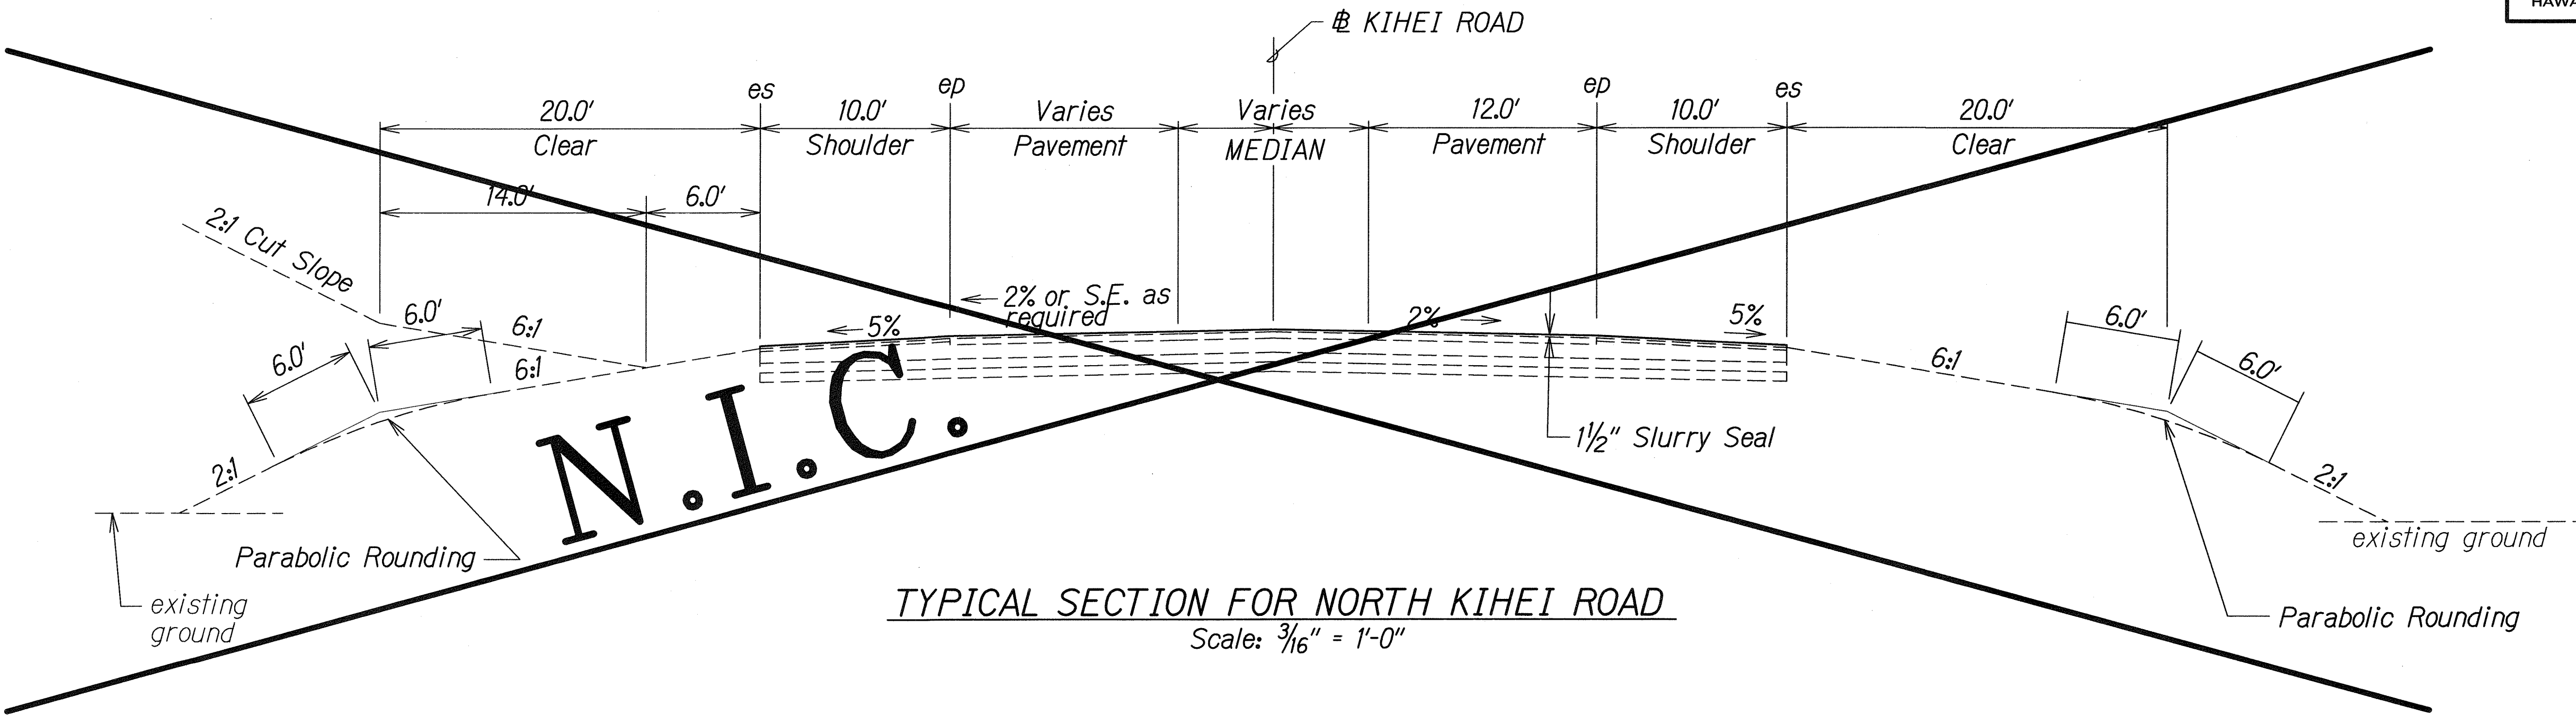 HAWA
℄ KIHEI ROAD
es
ep
ep
es
20.0'
10.0'
Varies
Varies
12.0'
10.0'
20.0'
Clear
Shoulder
Pavement
MEDIAN
Pavement
Shoulder
Clear
14.0'
6.0'
2:1 Cut Slope
2% or S.E. as
required
6.0'
6:1
5%
2%
5%
6.0'
6.0'
6:1
6:1
6.0'
2:1
N.I.C.
1½" Slurry Seal
2:1
Parabolic Rounding
existing ground
existing
ground
TYPICAL SECTION FOR NORTH KIHEI ROAD
Scale: 3/16" = 1'-0"
Parabolic Rounding